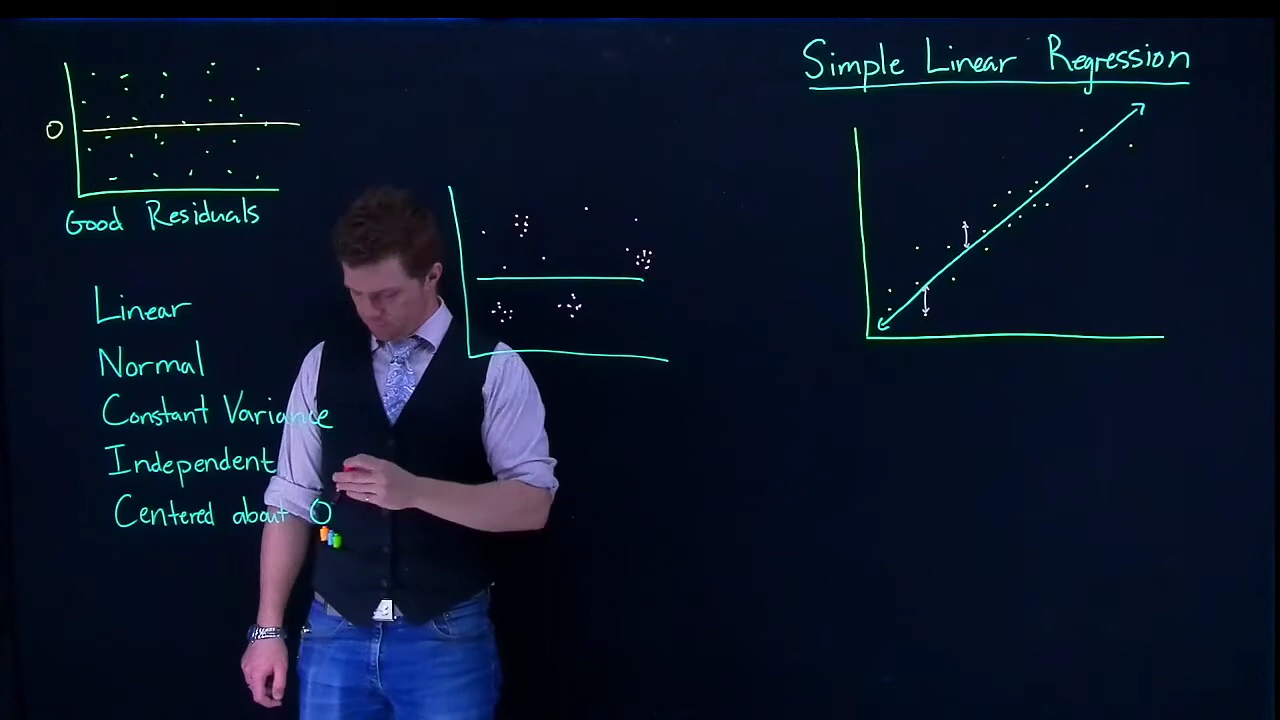 Simple Linear Regression
0
Good Residuals
Linear
Normal
Constant Variance
Independent
Centered about 0